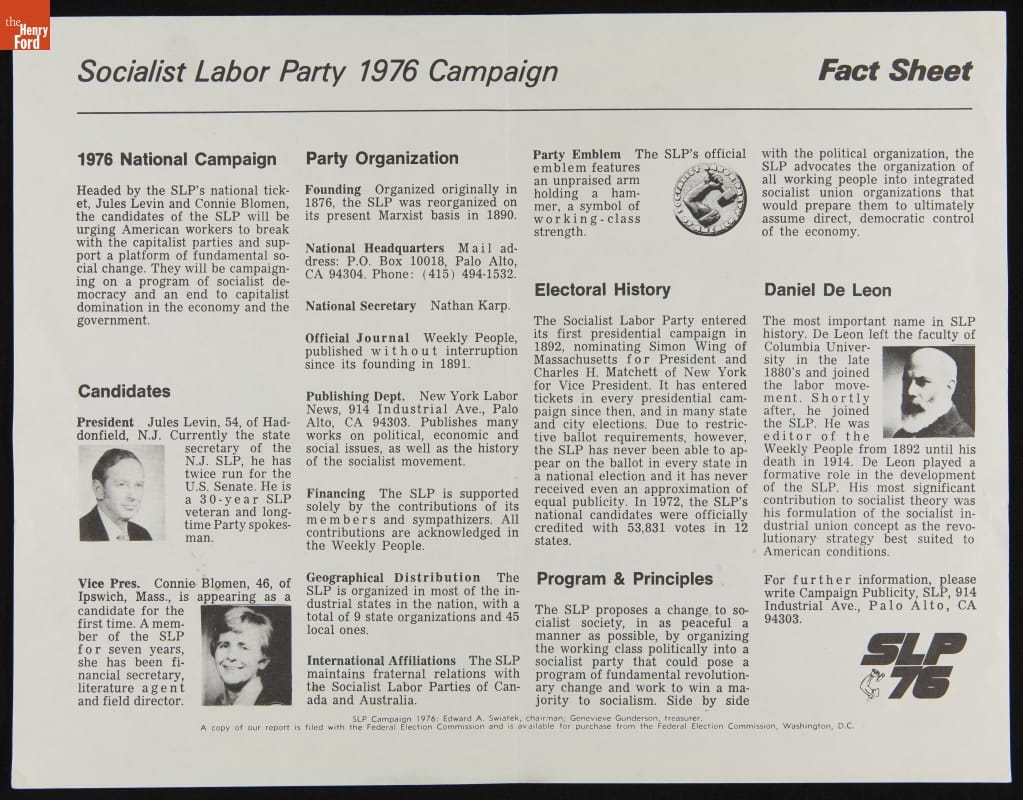 the
Henry
Ford
Socialist Labor Party 1976 Campaign
Fact Sheet
1976 National Campaign
Headed by the SLP's national tick-
et, Jules Levin and Connie Blomen,
the candidates of the SLP will be
urging American workers to break
with the capitalist parties and sup-
port a platform of fundamental so-
cial change. They will be campaign-
ing on a program of socialist de-
mocracy and an end to capitalist
domination in the economy and the
government.
Candidates
President Jules Levin, 54, of Had-
donfield, N.J. Currently the state
secretary of the
N.J. SLP, he has
twice run for the
U.S. Senate. He is
a 30-year SLP
veteran and long-
time Party spokes-
man.
Vice Pres. Connie Blomen, 46, of
Ipswich, Mass., is appearing as a
candidate for the
first time. A mem-
ber of the SLP
for seven years,
she has been fi-
nancial secretary,
literature agent
and field director.
Party Organization
Founding Organized originally in
1876, the SLP was reorganized on
its present Marxist basis in 1890.
National Headquarters Mail ad-
dress: P.O. Box 10018, Palo Alto,
CA 94304. Phone: (415) 494-1532.
National Secretary Nathan Karp.
Official Journal Weekly People,
published without interruption
since its founding in 1891.
Publishing Dept. New York Labor
News, 914 Industrial Ave., Palo
Alto, CA 94303. Publishes many
works on political, economic and
social issues, as well as the history
of the socialist movement.
Financing The SLP is supported
solely by the contributions of its
members and sympathizers. All
contributions are acknowledged in
the Weekly People.
Geographical Distribution The
SLP is organized in most of the in-
dustrial states in the nation, with a
total of 9 state organizations and 45
local ones.
International Affiliations The SLP
maintains fraternal relations with
the Socialist Labor Parties of Can-
ada and Australia.
Party Emblem The SLP's official
emblem features
an unpraised arm
holding a ham-
mer, a symbol of
working-class
strength.
Electoral History
The Socialist Labor Party entered
its first presidential campaign in
1892, nominating Simon Wing of
Massachusetts for President and
Charles H. Matchett of New York
for Vice President. It has entered
tickets in every presidential cam-
paign since then, and in many state
and city elections. Due to restric-
tive ballot requirements, however,
the SLP has never been able to ap-
pear on the ballot in every state in
a national election and it has never
received even an approximation of
equal publicity. In 1972, the SLP's
national candidates were officially
credited with 53,831 votes in 12
states.
Program & Principles
The SLP proposes a change to so-
cialist society, in as peaceful a
manner as possible, by organizing
the working class politically into a
socialist party that could pose a
program of fundamental revolution-
ary change and work to win a ma-
jority to socialism. Side by side
with the political organization, the
SLP advocates the organization of
all working people into integrated
socialist union organizations that
would prepare them to ultimately
assume direct, democratic control
of the economy.
Daniel De Leon
The most important name in SLP
history. De Leon left the faculty of
Columbia Univer-
sity in the late
1880's and joined
the labor move-
ment. Shortly
after, he joined
the SLP. He was
editor of the
Weekly People from 1892 until his
death in 1914. De Leon played a
formative role in the development
of the SLP. His most significant
contribution to socialist theory was
his formulation of the socialist in-
dustrial union concept as the revo-
lutionary strategy best suited to
American conditions.
For further information, please
write Campaign Publicity, SLP, 914
Industrial Ave., Palo Alto, CA
94303.
SLP
'76
SLP Campaign 1976: Edward A. Swiatek, chairman; Genevieve Gunderson, treasurer.
A copy of our report is filed with the Federal Election Commission and is available for purchase from the Federal Election Commission, Washington, D.C.